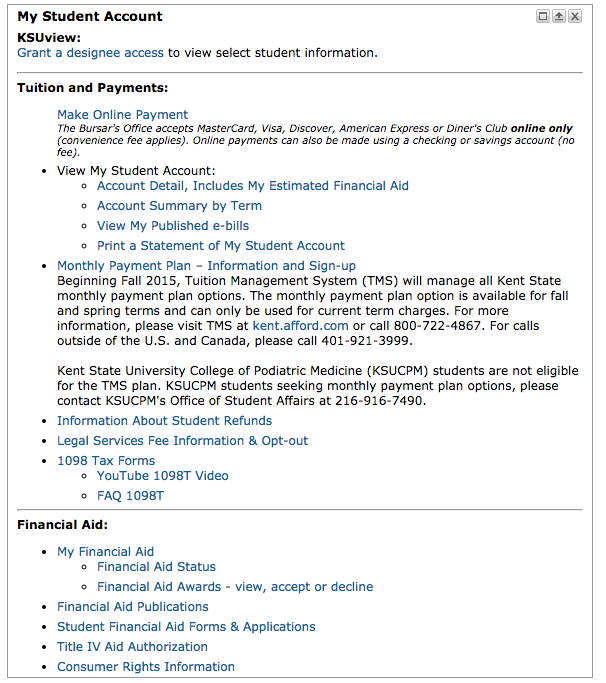 My Student Account
KSUview:
Grant a designee access to view select student information.
Tuition and Payments:
Make Online Payment
The Bursar's Office accepts MasterCard, Visa, Discover, American Express or Diner's Club online only
(convenience fee applies). Online payments can also be made using a checking or savings account (no
fee).
View My Student Account:
Account Detail, Includes My Estimated Financial Aid
Account Summary by Term
View My Published e-bills
Print a Statement of My Student Account
Monthly Payment Plan – Information and Sign-up
Beginning Fall 2015, Tuition Management System (TMS) will manage all Kent State
monthly payment plan options. The monthly payment plan option is available for fall
and spring terms and can only be used for current term charges. For more
information, please visit TMS at kent.afford.com or call 800-722-4867. For calls
outside of the U.S. and Canada, please call 401-921-3999.
Kent State University College of Podiatric Medicine (KSUCPM) students are not eligible
for the TMS plan. KSUCPM students seeking monthly payment plan options, please
contact KSUCPM's Office of Student Affairs at 216-916-7490.
Information About Student Refunds
Legal Services Fee Information & Opt-out
1098 Tax Forms
YouTube 1098T Video
FAQ 1098T
Financial Aid:
My Financial Aid
Financial Aid Status
Financial Aid Awards - view, accept or decline
Financial Aid Publications
Student Financial Aid Forms & Applications
Title IV Aid Authorization
Consumer Rights Information